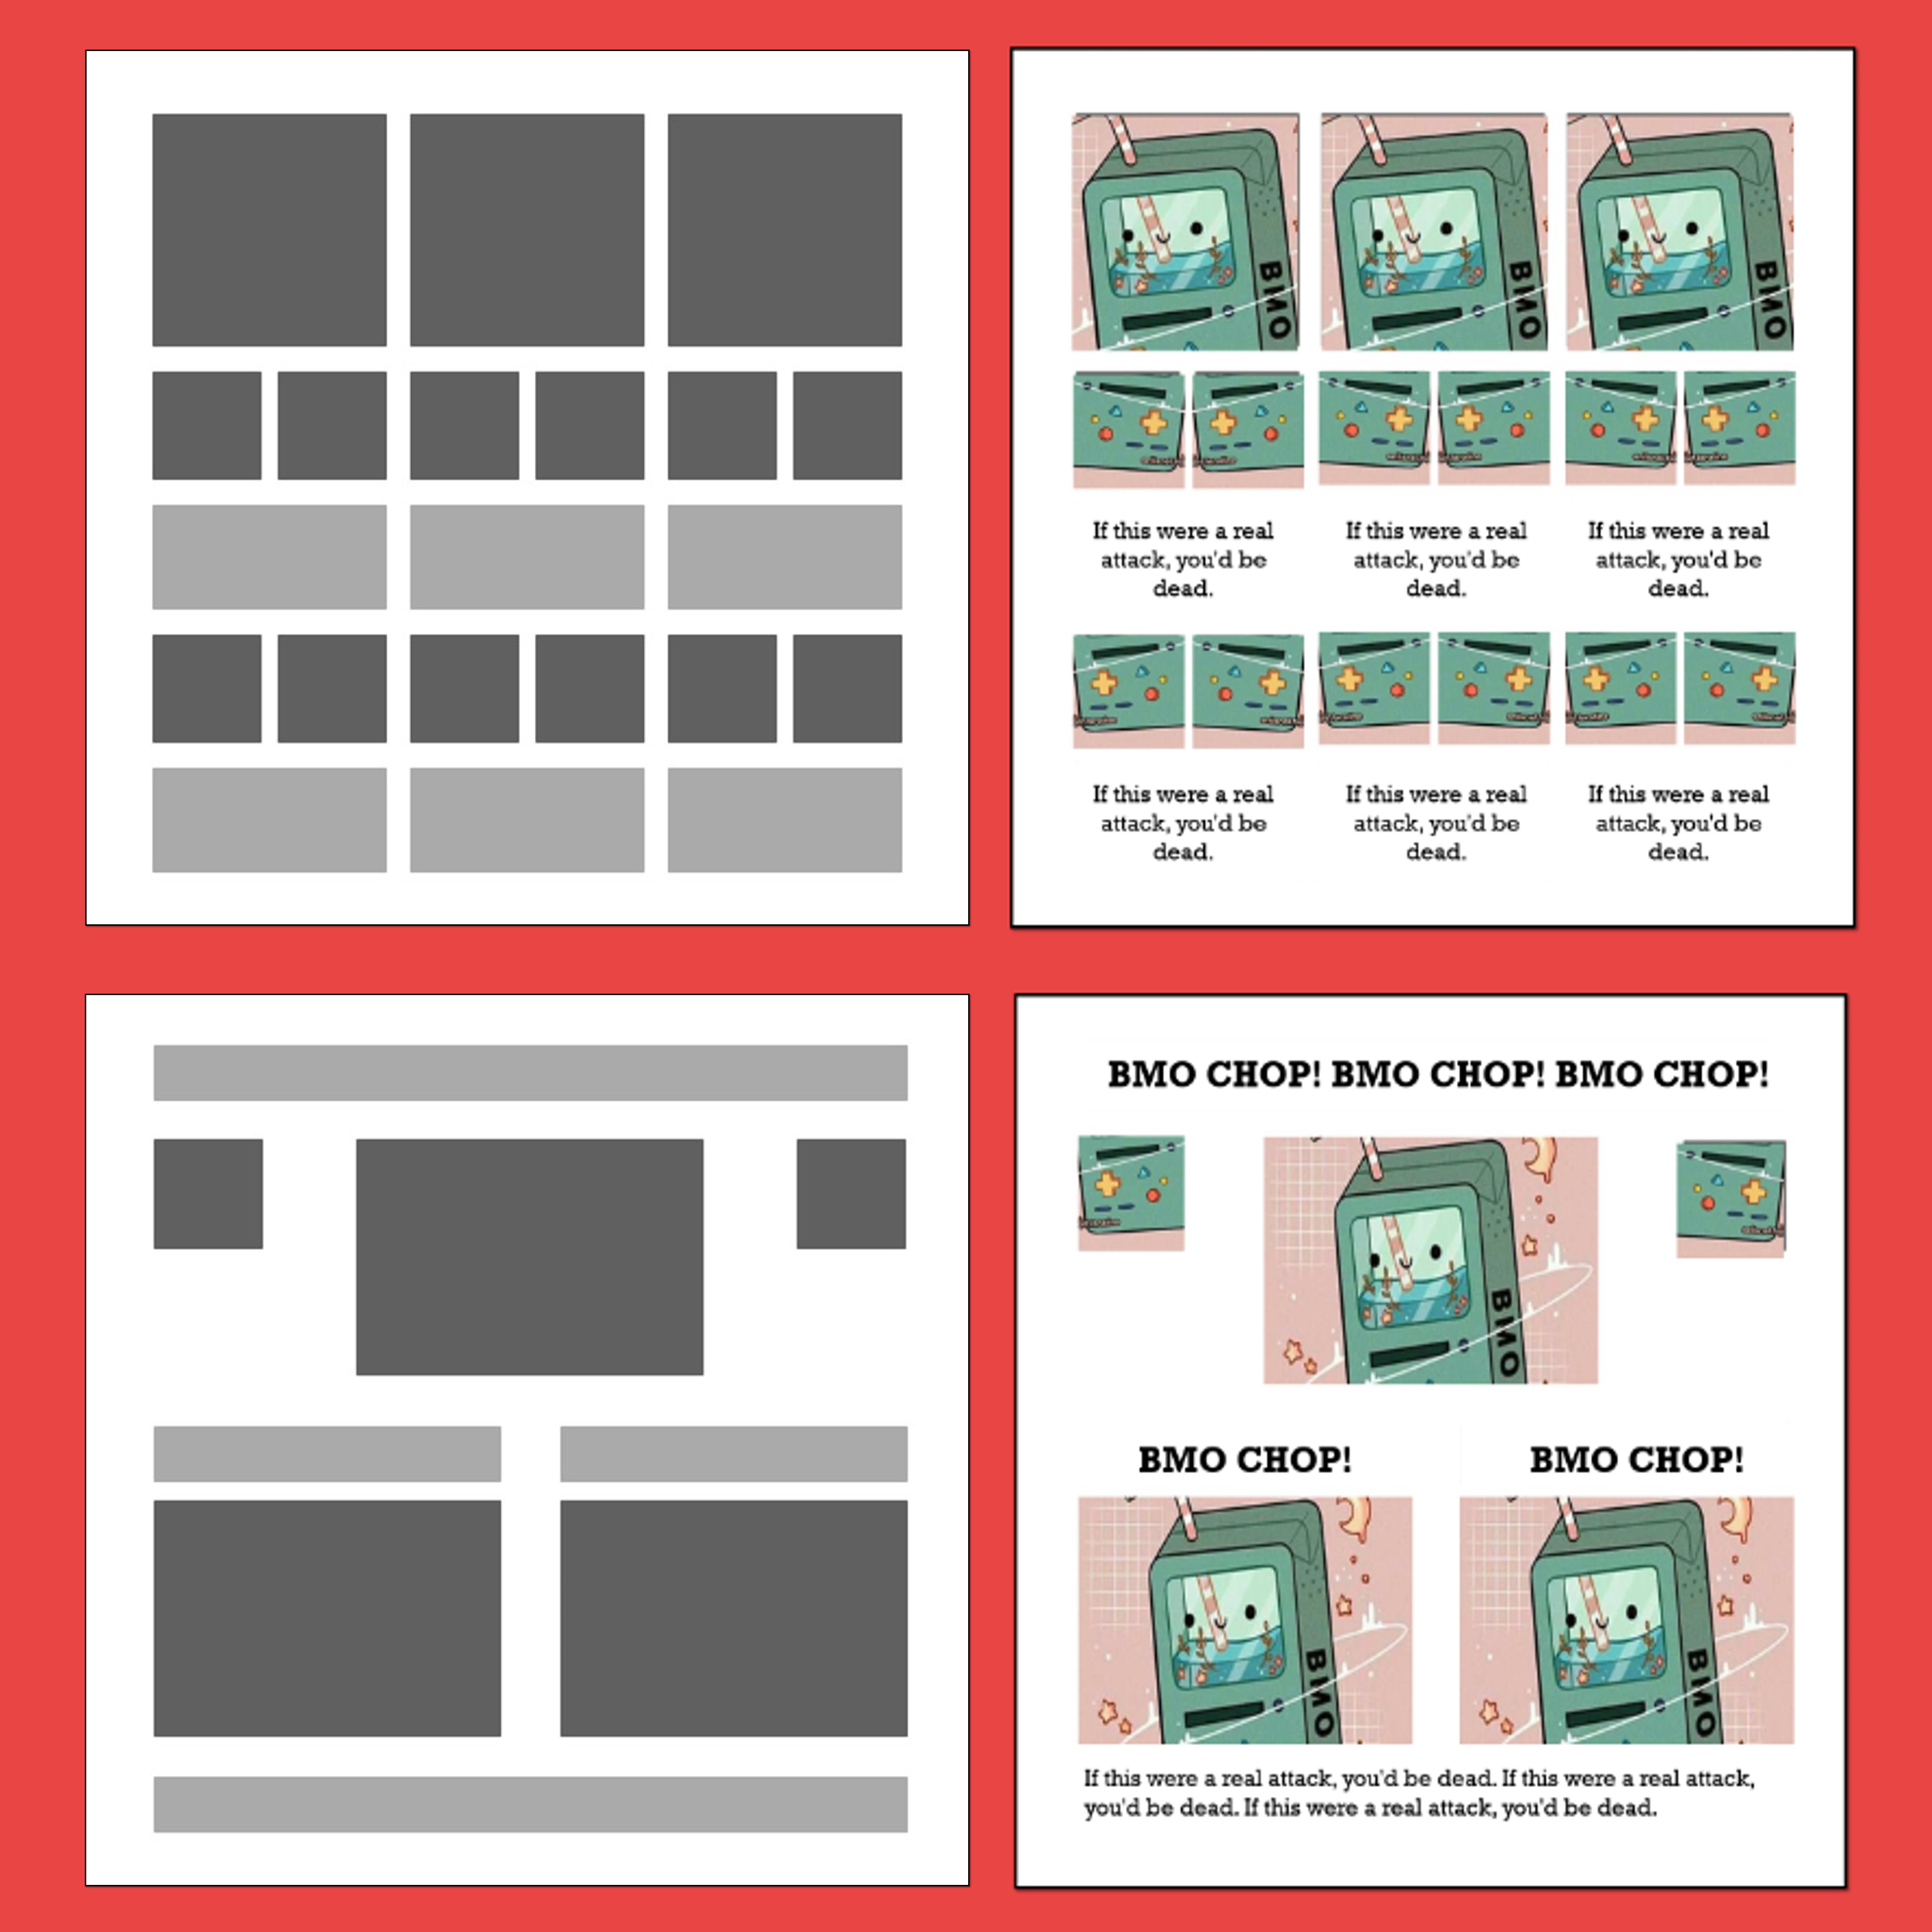 BMO BMO BMO
If this were a real If this were a real If this were a real
attack, you'd be attack, you'd be attack, you'd be
dead. dead. dead.
If this were a real If this were a real If this were a real
attack, you'd be attack, you'd be attack, you'd be
dead. dead. dead.
BMO CHOP! BMO CHOP! BMO CHOP!
BMO
BMO CHOP! BMO CHOP!
BMO BMO
If this were a real attack, you'd be dead. If this were a real attack,
you'd be dead. If this were a real attack, you'd be dead.